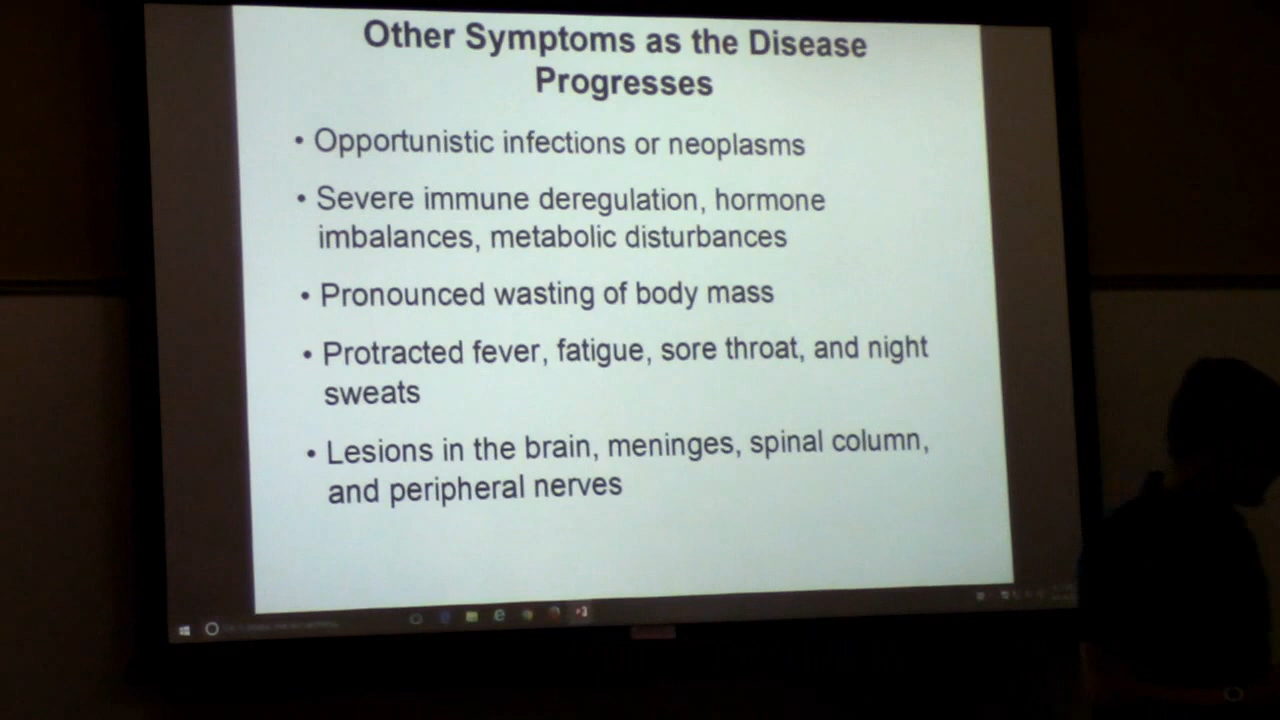 Other Symptoms as the Disease
Progresses
• Opportunistic infections or neoplasms
• Severe immune deregulation, hormone
imbalances, metabolic disturbances
• Pronounced wasting of body mass
• Protracted fever, fatigue, sore throat, and night
sweats
• Lesions in the brain, meninges, spinal column,
and peripheral nerves